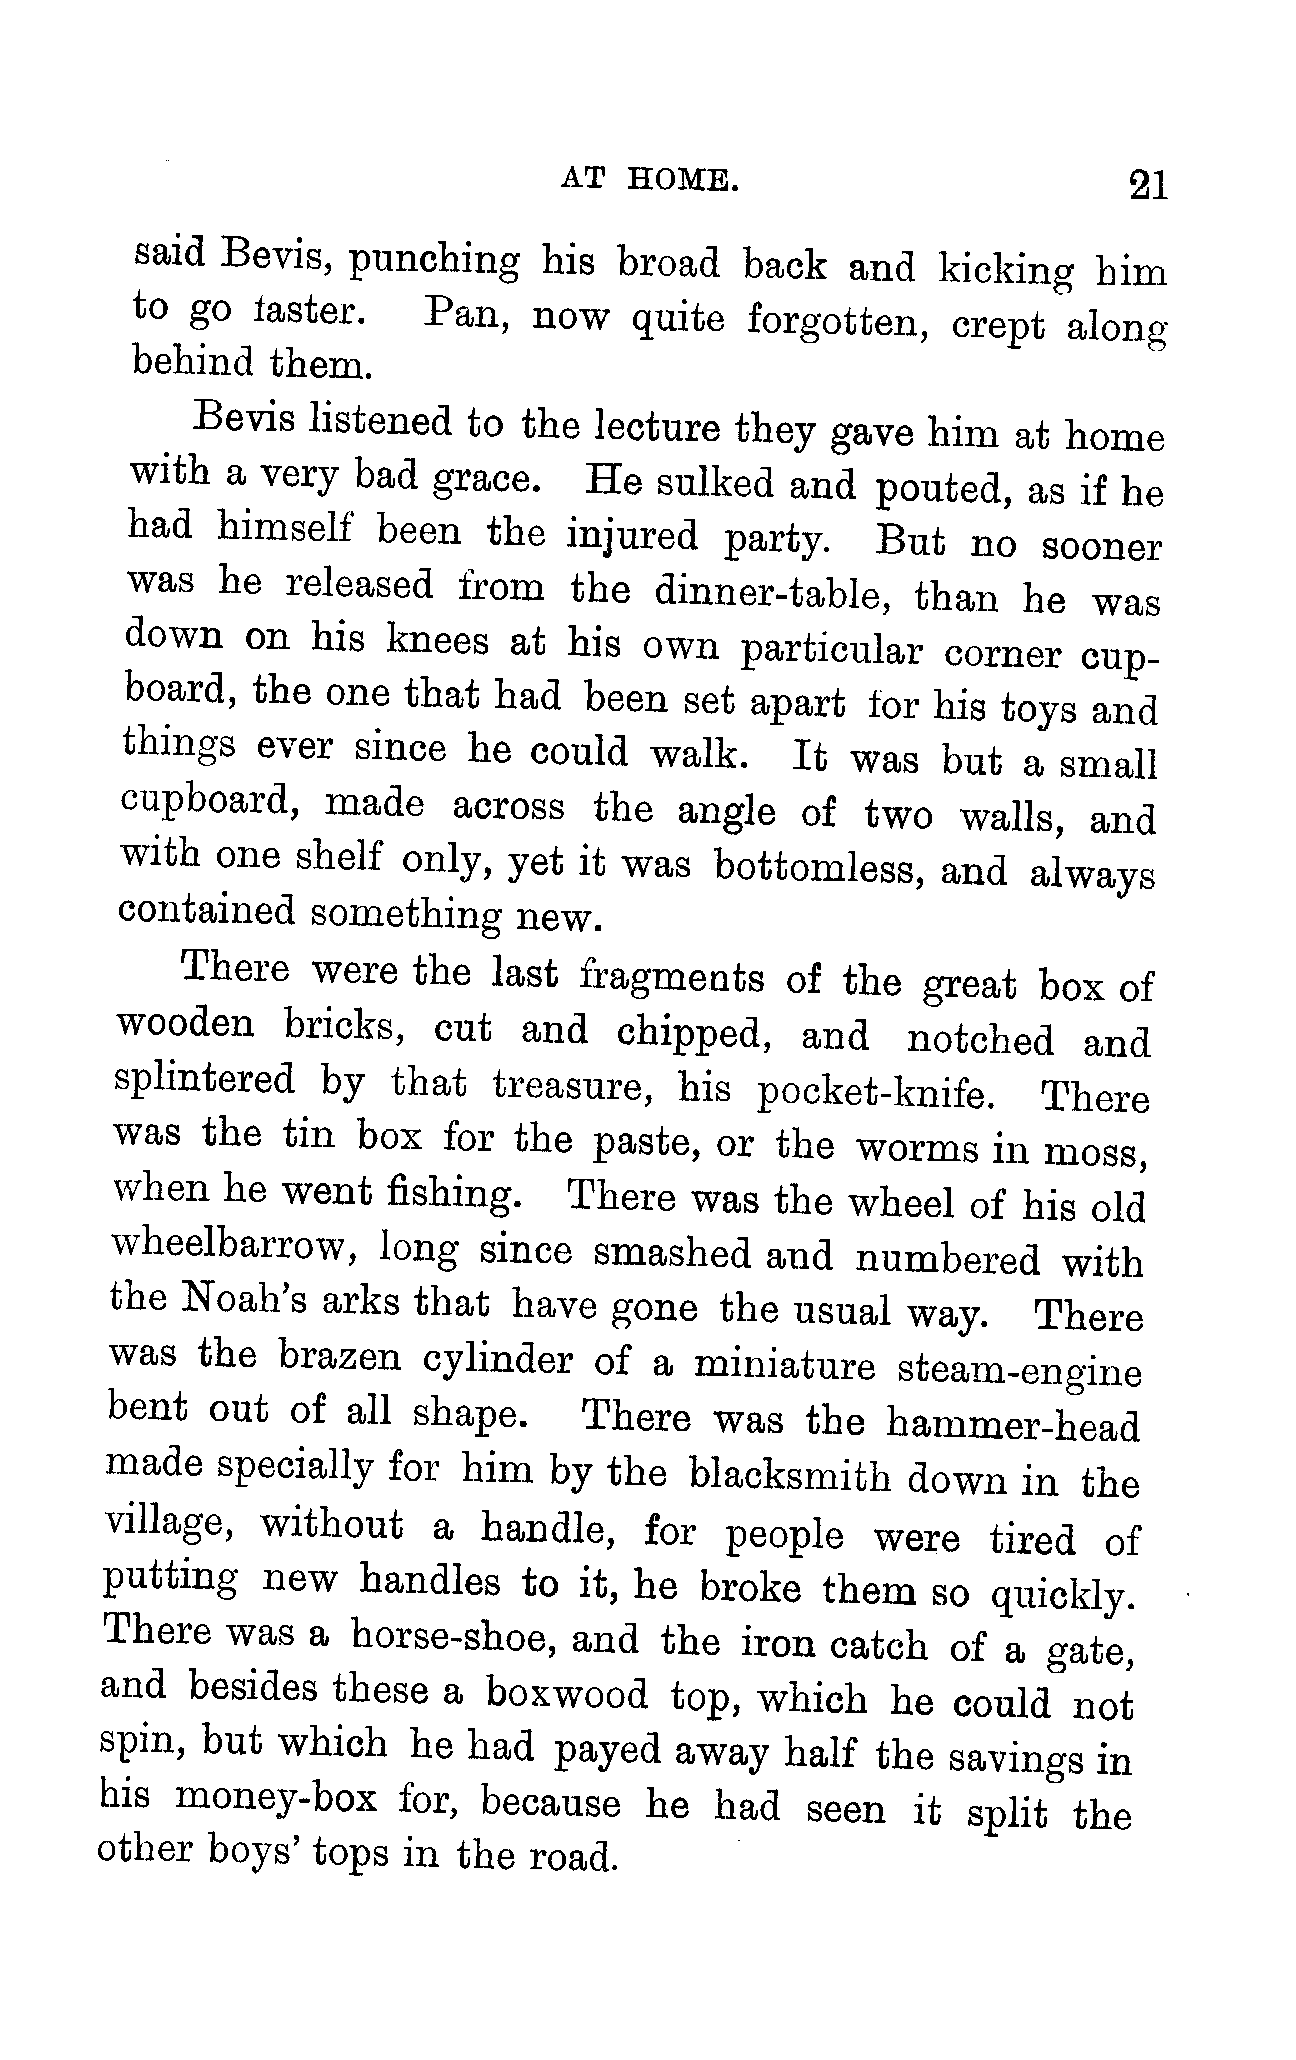 AT HOME. 21
said Bevis, punching his broad back and kicking him
to go faster. Pan, now quite forgotten, crept along
behind them.
Bevis listened to the lecture they gave him at home
with a very bad grace. He sulked and pouted, as if he
had himself been the injured party. But no sooner
was he released from the dinner-table, than he was
down on his knees at his own particular corner cup-
board, the one that had been set apart for his toys and
things ever since he could walk. It was but a small
cupboard, made across the angle of two walls, and
with one shelf only, yet it was bottomless, and always
contained something new.
There were the last fragments of the great box of
wooden bricks, cut and chipped, and notched and
splintered by that treasure, his pocket-knife. There
was the tin box for the paste, or the worms in moss,
when he went fishing. There was the wheel of his old
wheelbarrow, long since smashed and numbered with
the Noah's arks that have gone the usual way. There
was the brazen cylinder of a miniature steam-engine
bent out of all shape. There was the hammer-head
made specially for him by the blacksmith down in the
village, without a handle, for people were tired of
putting new handles to it, he broke them so quickly.
There was a horse-shoe, and the iron catch of a gate,
and besides these a boxwood top, which he could not
spin, but which he had payed away half the savings in
his money-box for, because he had seen it split the
other boys' tops in the road.